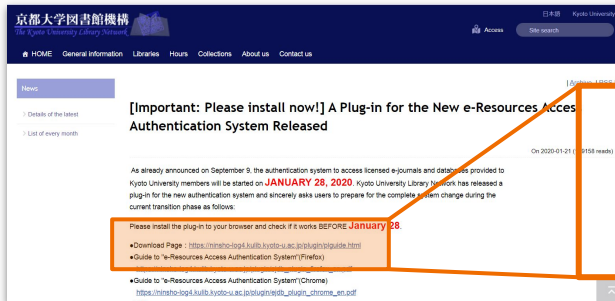 京都大学図書館機構
The Kyoto University Library Network
日本語 Kyoto University
Access Site search
HOME General information Libraries Hours Collections About us Contact us
News
Details of the latest
List of every month
[Important: Please install now!] A Plug-in for the New e-Resources Access
Authentication System Released
On 2020-01-21 ( 9158 reads)
As already announced on September 9, the authentication system to access licensed e-journals and databases provided to
Kyoto University members will be started on JANUARY 28, 2020. Kyoto University Library Network has released a
plug-in for the new authentication system and sincerely asks users to prepare for the complete system change during the
current transition phase as follows:
Please install the plug-in to your browser and check if it works BEFORE January 28.
●Download Page : https://ninsho-log4.kulib.kyoto-u.ac.jp/plugin/piguide.html
●Guide to "e-Resources Access Authentication System"(Firefox)
●Guide to "e-Resources Access Authentication System"(Chrome)
https://ninsho-log4.kulib.kyoto-u.ac.jp/plugin/ejdb_plugin_chrome_en.pdf